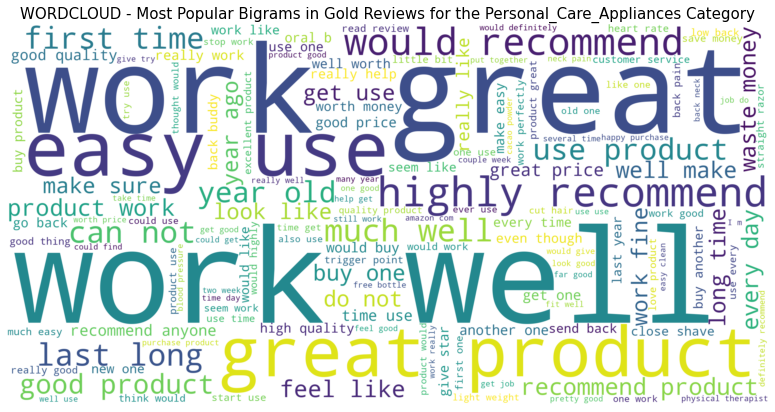 WORDCLOUD - Most Popular Bigrams in Gold Reviews for the Personal_Care_Appliances Category
first time
work like
stop work
oral b
read review
would definitely
heart rate
low back
would recommend
use one
little bit
put together
neck pain
customer service
save money
good quality
give try
really work
product good
well worth
really help
work great
get use
worth money
good price
really like
make easy
work perfectly
product great
one use
old one
like one
back pain
back neck
job do
waste money
straight razor
buy product
try use
thought would
back buddy
year ago
excellent product
easy use
cacao powder
several time
happy purchase
use product
couple week
seem like
great price
well make
make sure
year old
really well
many year
one good
help get
highly recommend
product work
take time
look like
quality product
ever use
cut hair
use use
go back
worth price
could use
get good
still work
amazon com
work good
I m
can not
much well
every time
even though
good thing
could find
could get
time get
also use
would buy
would work
would give
look good
far good
fit well
last year
work fine
love product
easy clean
buy another
long time
use every
every day
definitely recommend
product use
blood pressure
two week
time day
would like
would highly
trigger point
buy one
free bottle
work well
seem work
do not
get one
use time
time use
much easy
recommend anyone
high quality
feel good
another one
send back
close shave
purchase product
last long
great product
really good
new one
product would
work really
give star
first one
get job
good product
feel like
recommend product
well use
think would
start use
light weight
pretty good
one work
physical therapist